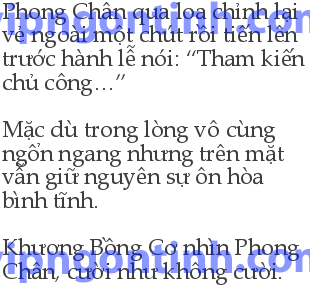 Phong Chân qua loa chỉnh lại
vẻ ngoài một chút rồi tiến lên
trước hành lễ nói: “Tham kiến
chủ công…”
Mặc dù trong lòng vô cùng
ngổn ngang nhưng trên mặt
vẫn giữ nguyên sự ôn hòa
bình tĩnh.
Khương Bồng Cơ nhìn Phong
Chân, cười như không cười: